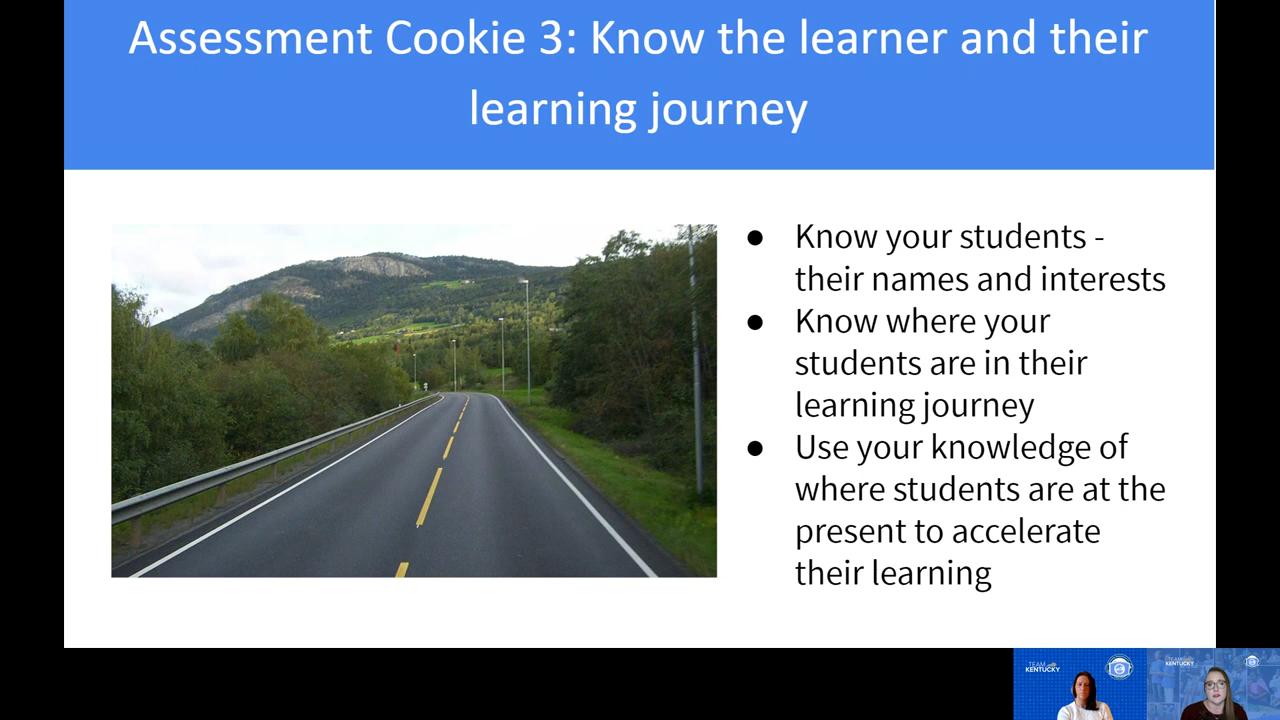 Assessment Cookie 3: Know the learner and their
learning journey
● Know your students -
their names and interests
● Know where your
students are in their
learning journey
● Use your knowledge of
where students are at the
present to accelerate
their learning
TEAM
KENTUCKY
TEAM
KENTUCKY